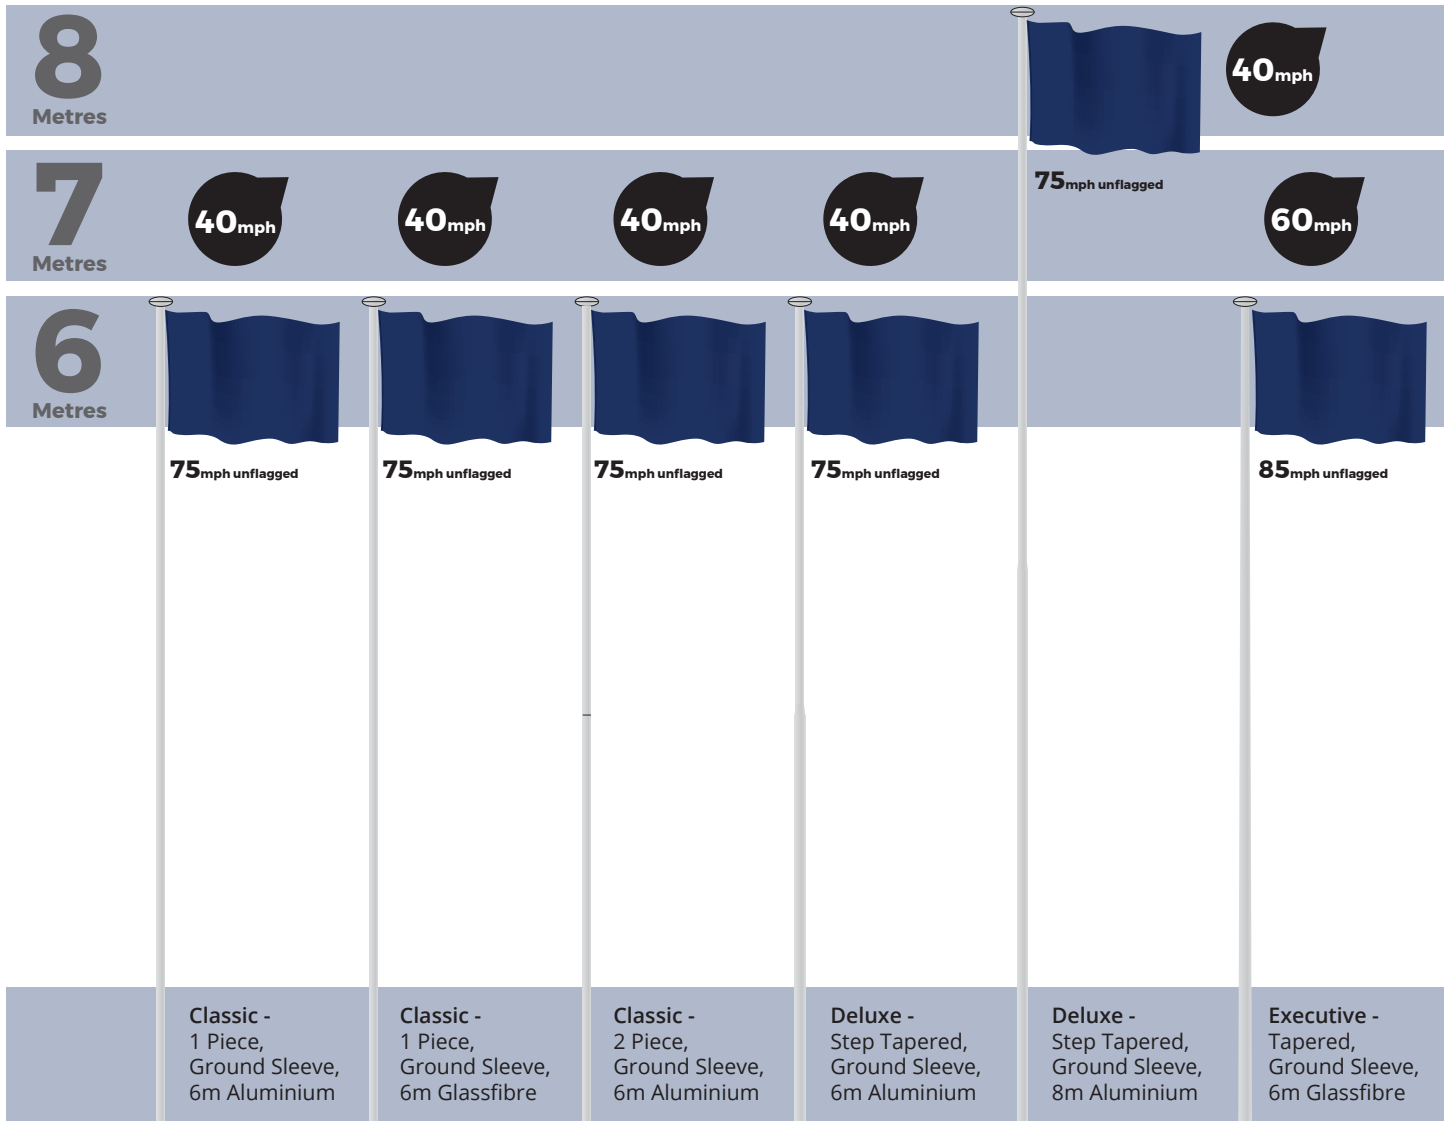 8
Metres
40mph
75mph unflagged
7
Metres
40mph
40mph
40mph
40mph
60mph
6
Metres
75mph unflagged
75mph unflagged
75mph unflagged
75mph unflagged
85mph unflagged
Classic -
1 Piece,
Ground Sleeve,
6m Aluminium
Classic -
1 Piece,
Ground Sleeve,
6m Glassfibre
Classic -
2 Piece,
Ground Sleeve,
6m Aluminium
Deluxe -
Step Tapered,
Ground Sleeve,
6m Aluminium
Deluxe -
Step Tapered,
Ground Sleeve,
8m Aluminium
Executive -
Tapered,
Ground Sleeve,
6m Glassfibre